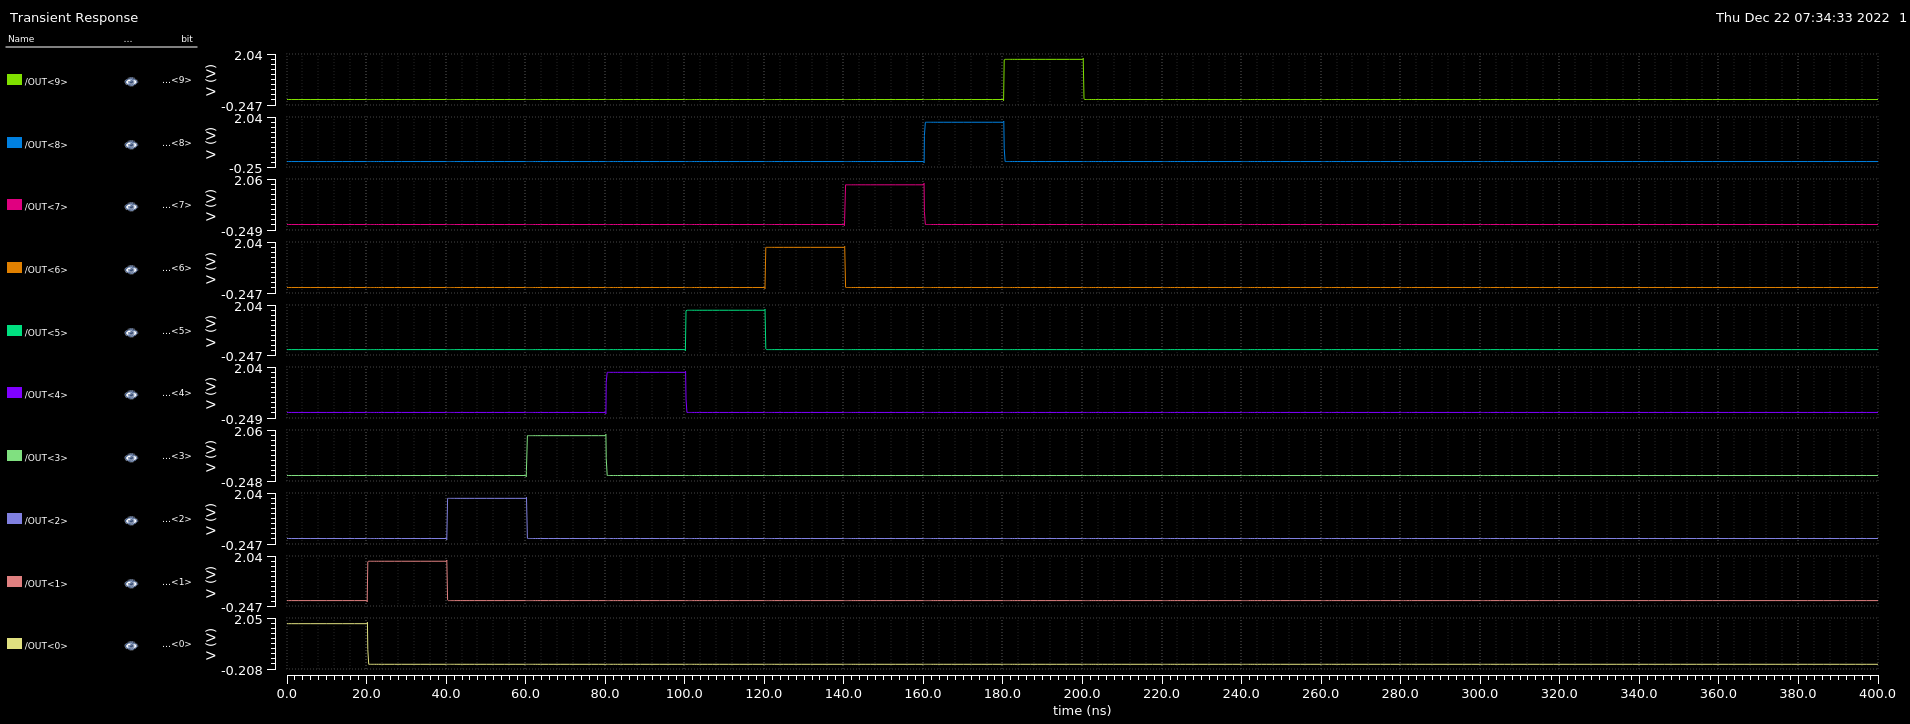 Transient Response
Thu Dec 22 07:34:33 2022 1
Name ... bit
/OUT<9> ...<9> V (V) 2.04 -0.247
/OUT<8> ...<8> V (V) 2.04 -0.25
/OUT<7> ...<7> V (V) 2.06 -0.249
/OUT<6> ...<6> V (V) 2.04 -0.247
/OUT<5> ...<5> V (V) 2.04 -0.247
/OUT<4> ...<4> V (V) 2.04 -0.249
/OUT<3> ...<3> V (V) 2.06 -0.248
/OUT<2> ...<2> V (V) 2.04 -0.247
/OUT<1> ...<1> V (V) 2.04 -0.247
/OUT<0> ...<0> V (V) 2.05 -0.208
0.0 20.0 40.0 60.0 80.0 100.0 120.0 140.0 160.0 180.0 200.0 220.0 240.0 260.0 280.0 300.0 320.0 340.0 360.0 380.0 400.0
time (ns)